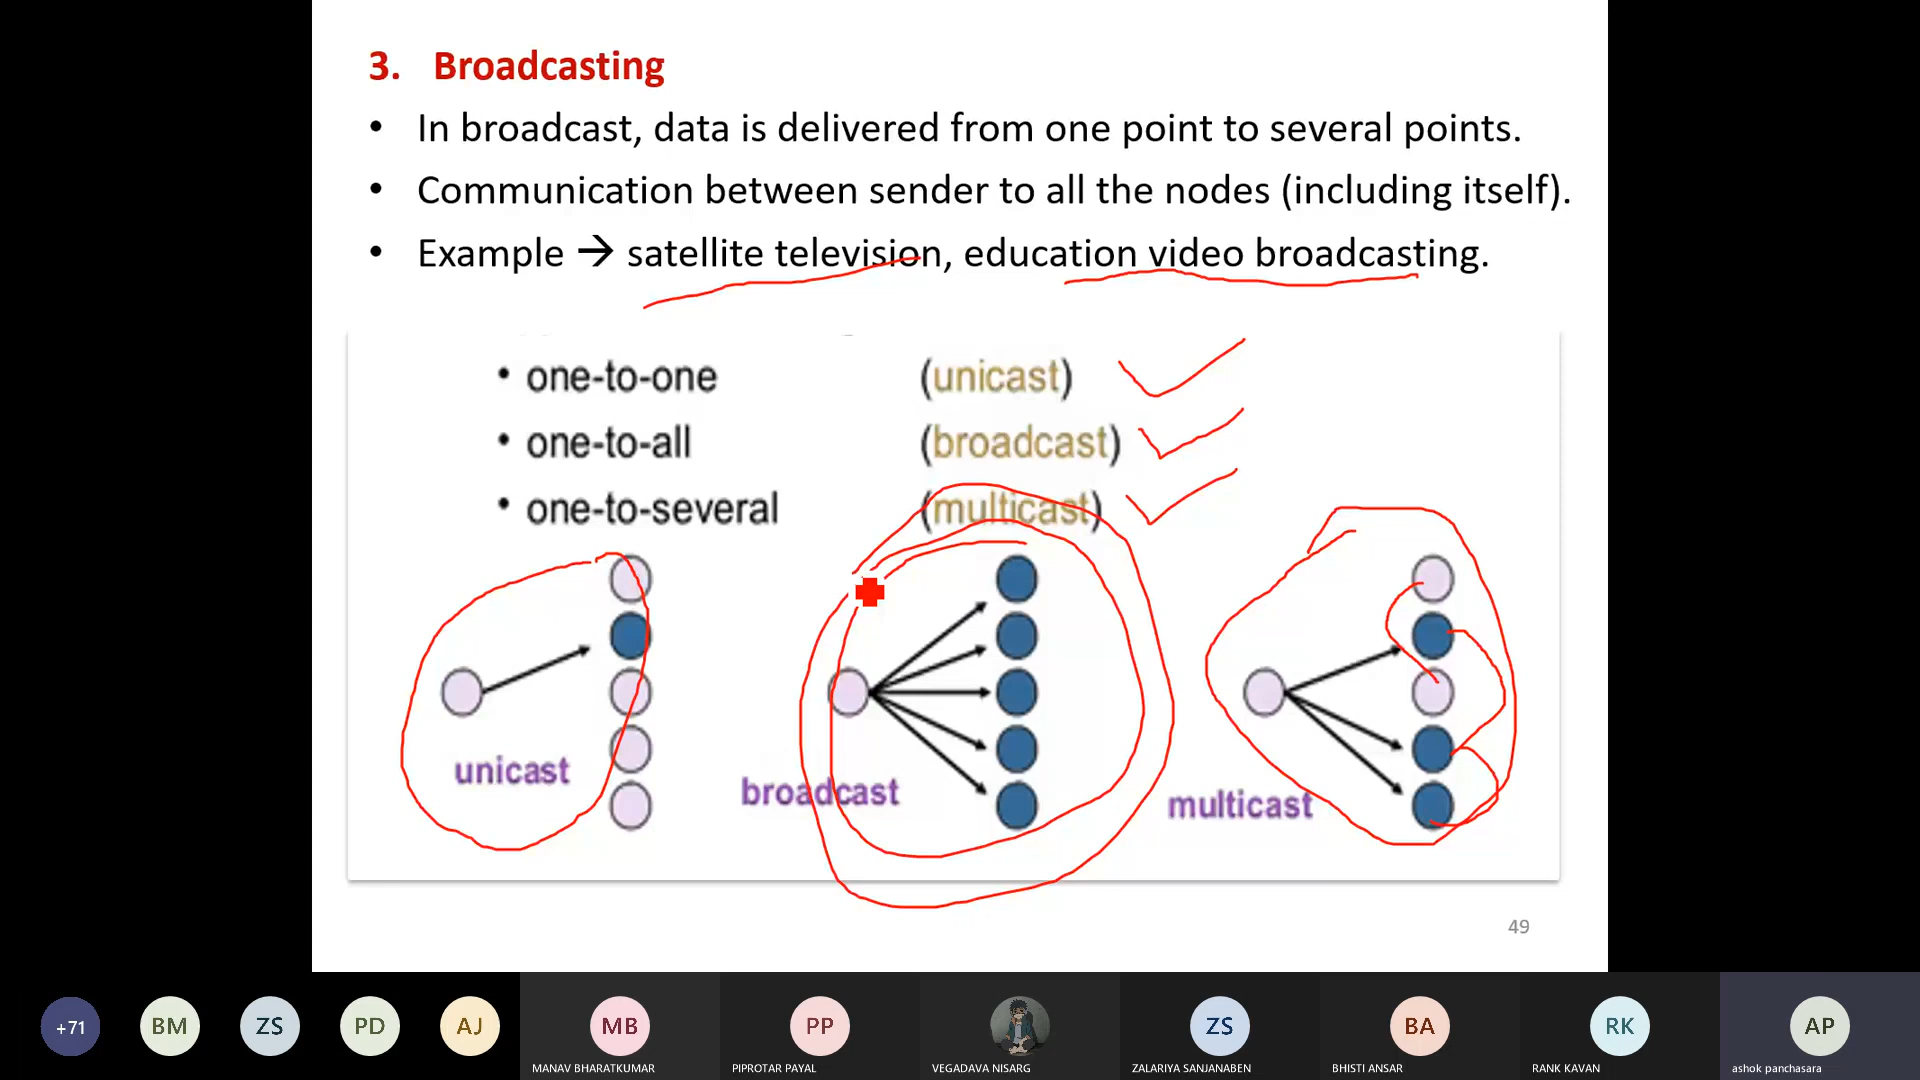 3. Broadcasting
• In broadcast, data is delivered from one point to several points.
• Communication between sender to all the nodes (including itself).
• Example → satellite television, education video broadcasting.
• one-to-one (unicast)
• one-to-all (broadcast)
• one-to-several (multicast)
unicast
broadcast
multicast
49
+71 BM ZS PD AJ MB PP ZS BA RK AP
MANAV BHARATKUMAR PIPROTAR PAYAL VEGADAVA NISARG ZALARIYA SANJANABEN BHISTI ANSAR RANK KAVAN ashok panchasara